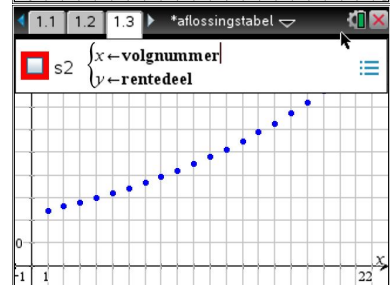 1.1 1.2 1.3 *aflossingstabel
s2 { x←volgnummer
y←rentedeel
0
x
-1 1 22